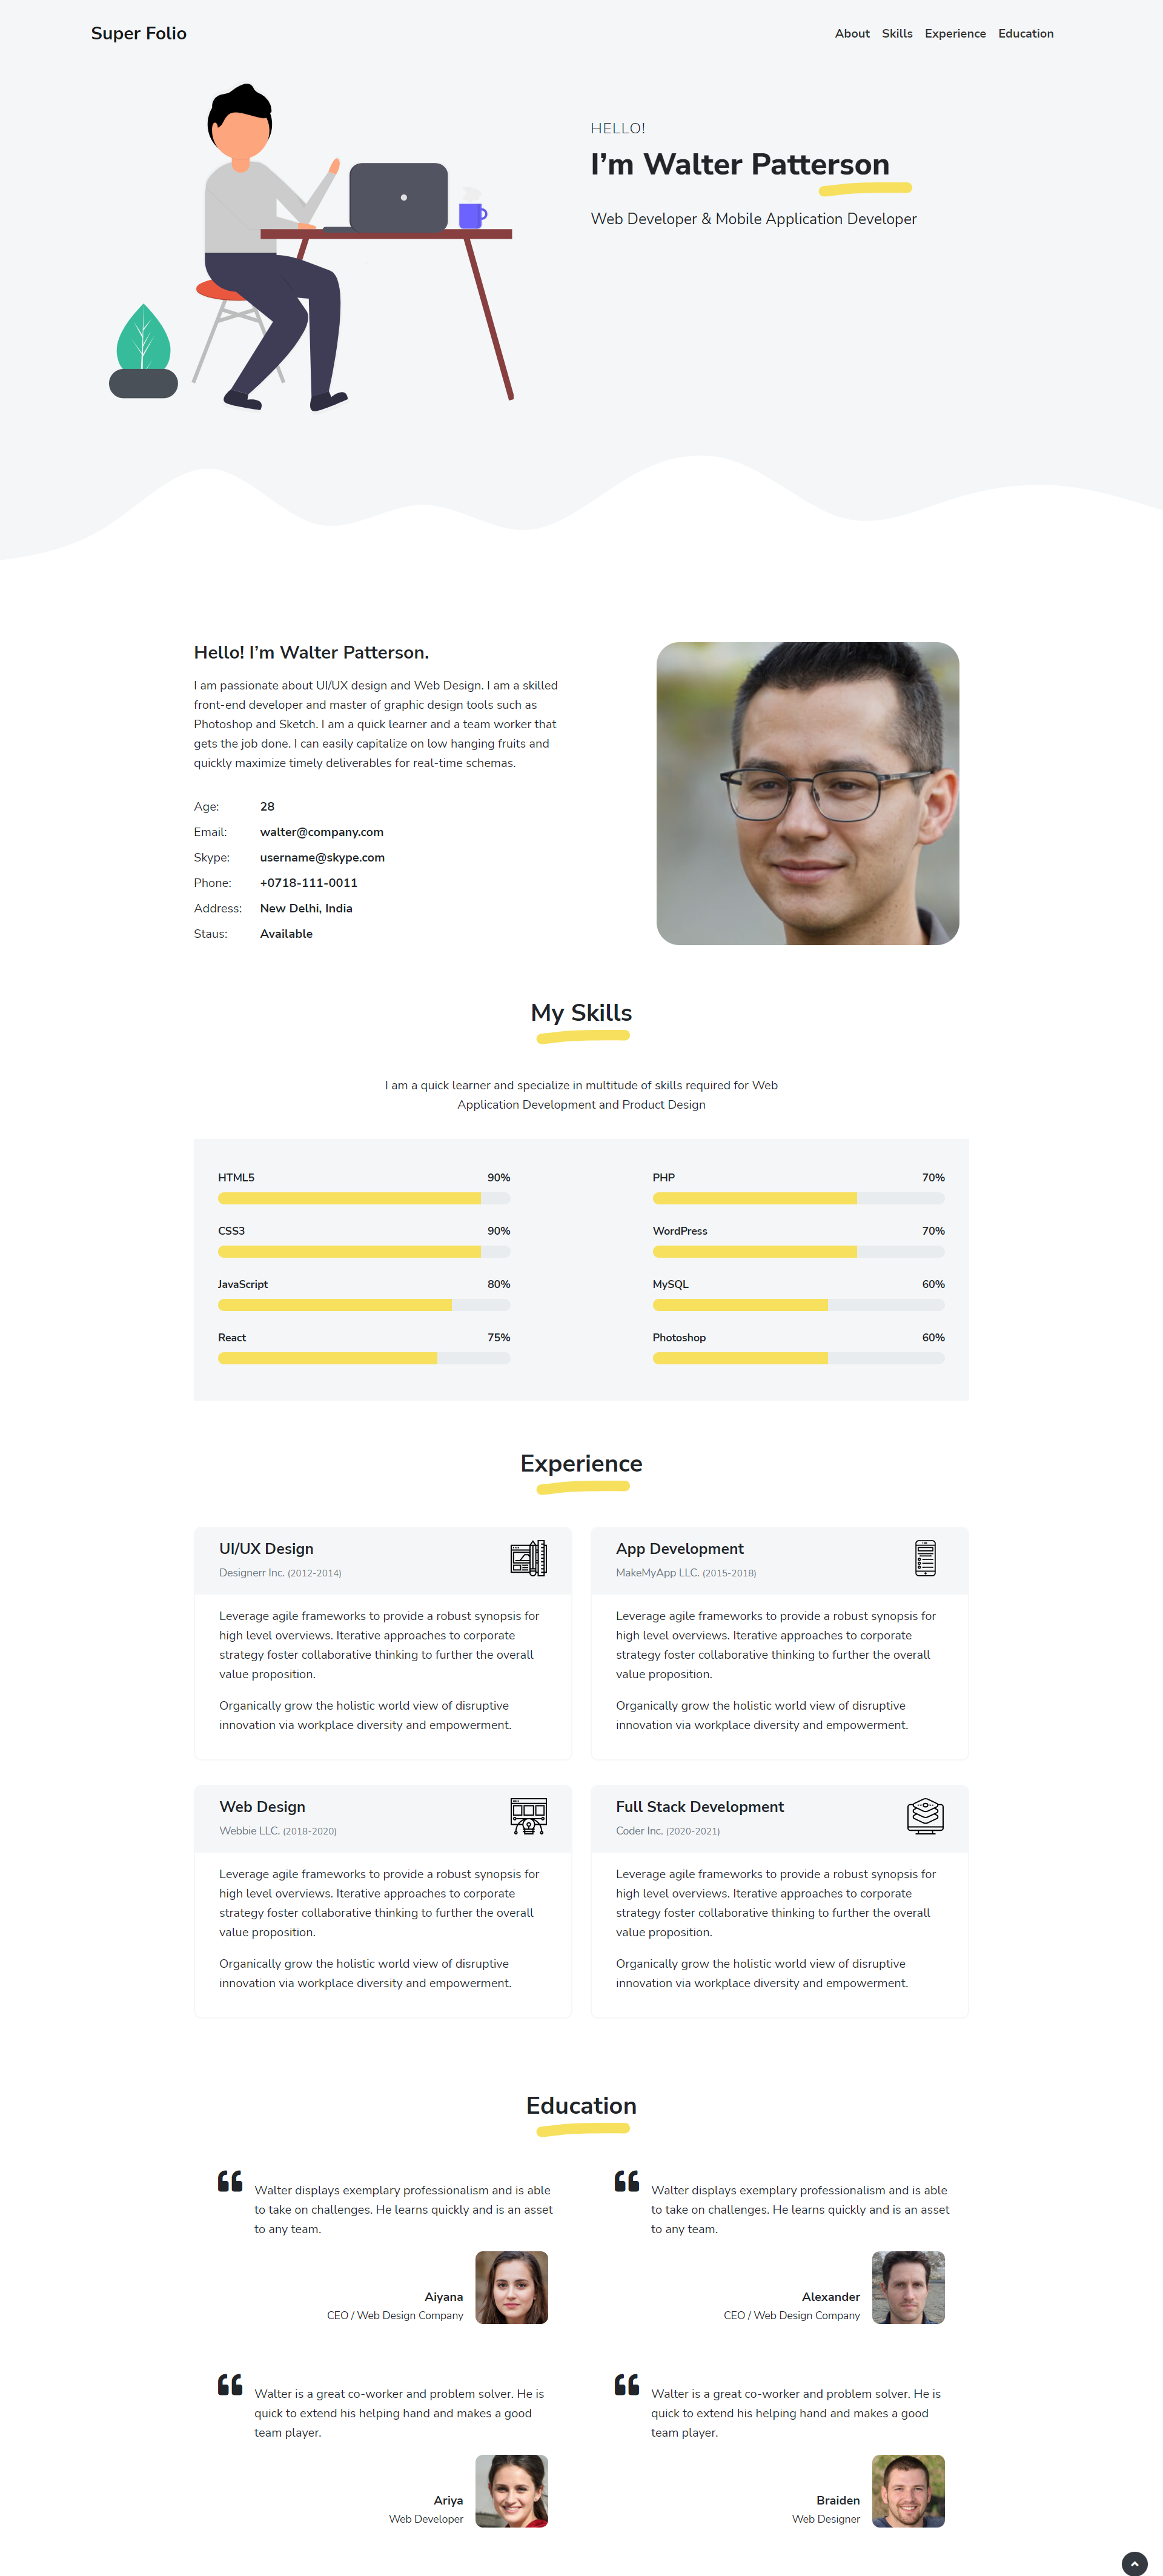 Super Folio
About Skills Experience Education
HELLO!
I’m Walter Patterson
Web Developer & Mobile Application Developer
Hello! I’m Walter Patterson.
I am passionate about UI/UX design and Web Design. I am a skilled
front-end developer and master of graphic design tools such as
Photoshop and Sketch. I am a quick learner and a team worker that
gets the job done. I can easily capitalize on low hanging fruits and
quickly maximize timely deliverables for real-time schemas.
Age: 28
Email: walter@company.com
Skype: username@skype.com
Phone: +0718-111-0011
Address: New Delhi, India
Staus: Available
My Skills
I am a quick learner and specialize in multitude of skills required for Web
Application Development and Product Design
HTML5 90%
CSS3 90%
JavaScript 80%
React 75%
PHP 70%
WordPress 70%
MySQL 60%
Photoshop 60%
Experience
UI/UX Design
Designerr Inc. (2012-2014)
Leverage agile frameworks to provide a robust synopsis for
high level overviews. Iterative approaches to corporate
strategy foster collaborative thinking to further the overall
value proposition.
Organically grow the holistic world view of disruptive
innovation via workplace diversity and empowerment.
App Development
MakeMyApp LLC. (2015-2018)
Leverage agile frameworks to provide a robust synopsis for
high level overviews. Iterative approaches to corporate
strategy foster collaborative thinking to further the overall
value proposition.
Organically grow the holistic world view of disruptive
innovation via workplace diversity and empowerment.
Web Design
Webbie LLC. (2018-2020)
Leverage agile frameworks to provide a robust synopsis for
high level overviews. Iterative approaches to corporate
strategy foster collaborative thinking to further the overall
value proposition.
Organically grow the holistic world view of disruptive
innovation via workplace diversity and empowerment.
Full Stack Development
Coder Inc. (2020-2021)
Leverage agile frameworks to provide a robust synopsis for
high level overviews. Iterative approaches to corporate
strategy foster collaborative thinking to further the overall
value proposition.
Organically grow the holistic world view of disruptive
innovation via workplace diversity and empowerment.
Education
Walter displays exemplary professionalism and is able
to take on challenges. He learns quickly and is an asset
to any team.
Aiyana
CEO / Web Design Company
Walter displays exemplary professionalism and is able
to take on challenges. He learns quickly and is an asset
to any team.
Alexander
CEO / Web Design Company
Walter is a great co-worker and problem solver. He is
quick to extend his helping hand and makes a good
team player.
Ariya
Web Developer
Walter is a great co-worker and problem solver. He is
quick to extend his helping hand and makes a good
team player.
Braiden
Web Designer